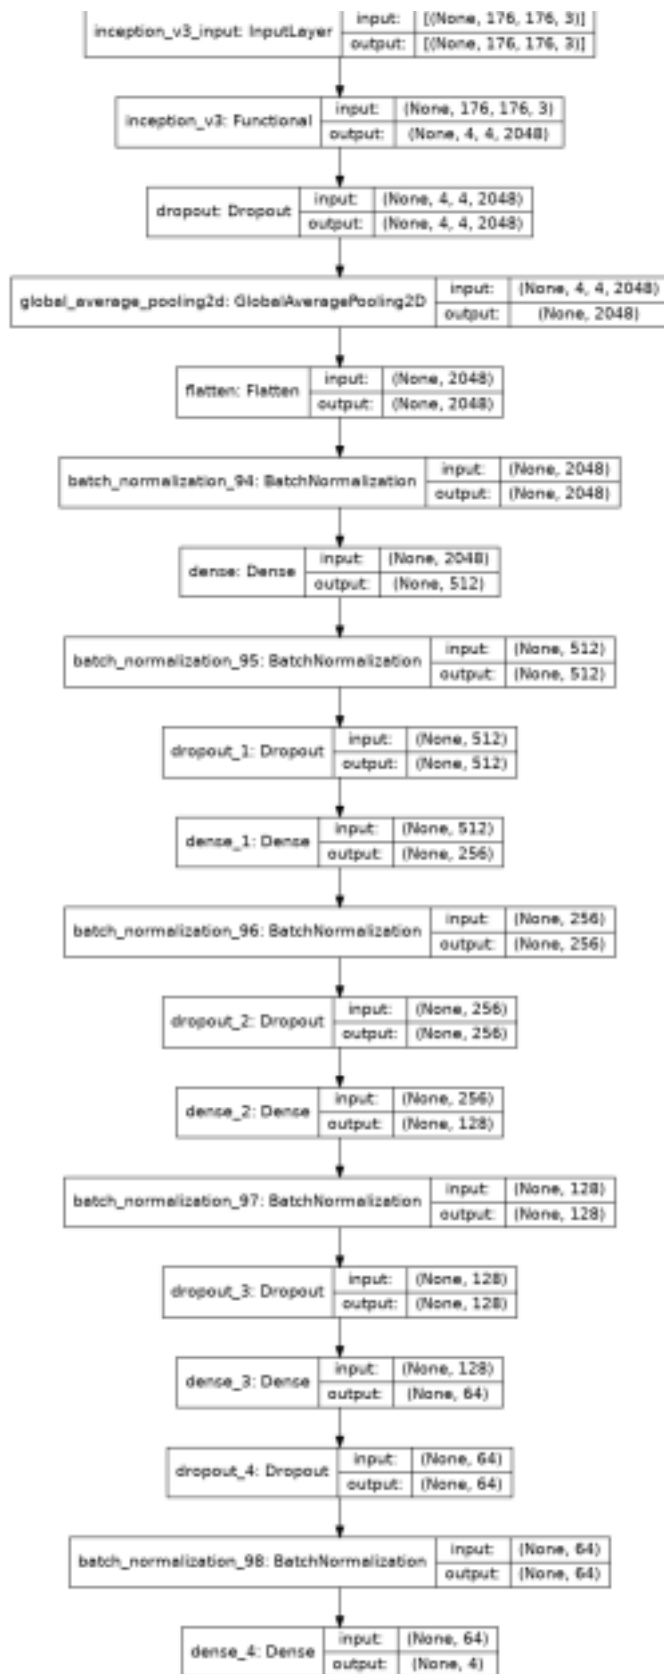 inception_v3_input: InputLayer input: [(None, 176, 176, 3)]
output: [(None, 176, 176, 3)]
inception_v3: Functional input: (None, 176, 176, 3)
output: (None, 4, 4, 2048)
dropout: Dropout input: (None, 4, 4, 2048)
output: (None, 4, 4, 2048)
global_average_pooling2d: GlobalAveragePooling2D input: (None, 4, 4, 2048)
output: (None, 2048)
flatten: Flatten input: (None, 2048)
output: (None, 2048)
batch_normalization_94: BatchNormalization input: (None, 2048)
output: (None, 2048)
dense: Dense input: (None, 2048)
output: (None, 512)
batch_normalization_95: BatchNormalization input: (None, 512)
output: (None, 512)
dropout_1: Dropout input: (None, 512)
output: (None, 512)
dense_1: Dense input: (None, 512)
output: (None, 256)
batch_normalization_96: BatchNormalization input: (None, 256)
output: (None, 256)
dropout_2: Dropout input: (None, 256)
output: (None, 256)
dense_2: Dense input: (None, 256)
output: (None, 128)
batch_normalization_97: BatchNormalization input: (None, 128)
output: (None, 128)
dropout_3: Dropout input: (None, 128)
output: (None, 128)
dense_3: Dense input: (None, 128)
output: (None, 64)
dropout_4: Dropout input: (None, 64)
output: (None, 64)
batch_normalization_98: BatchNormalization input: (None, 64)
output: (None, 64)
dense_4: Dense input: (None, 64)
output: (None, 4)